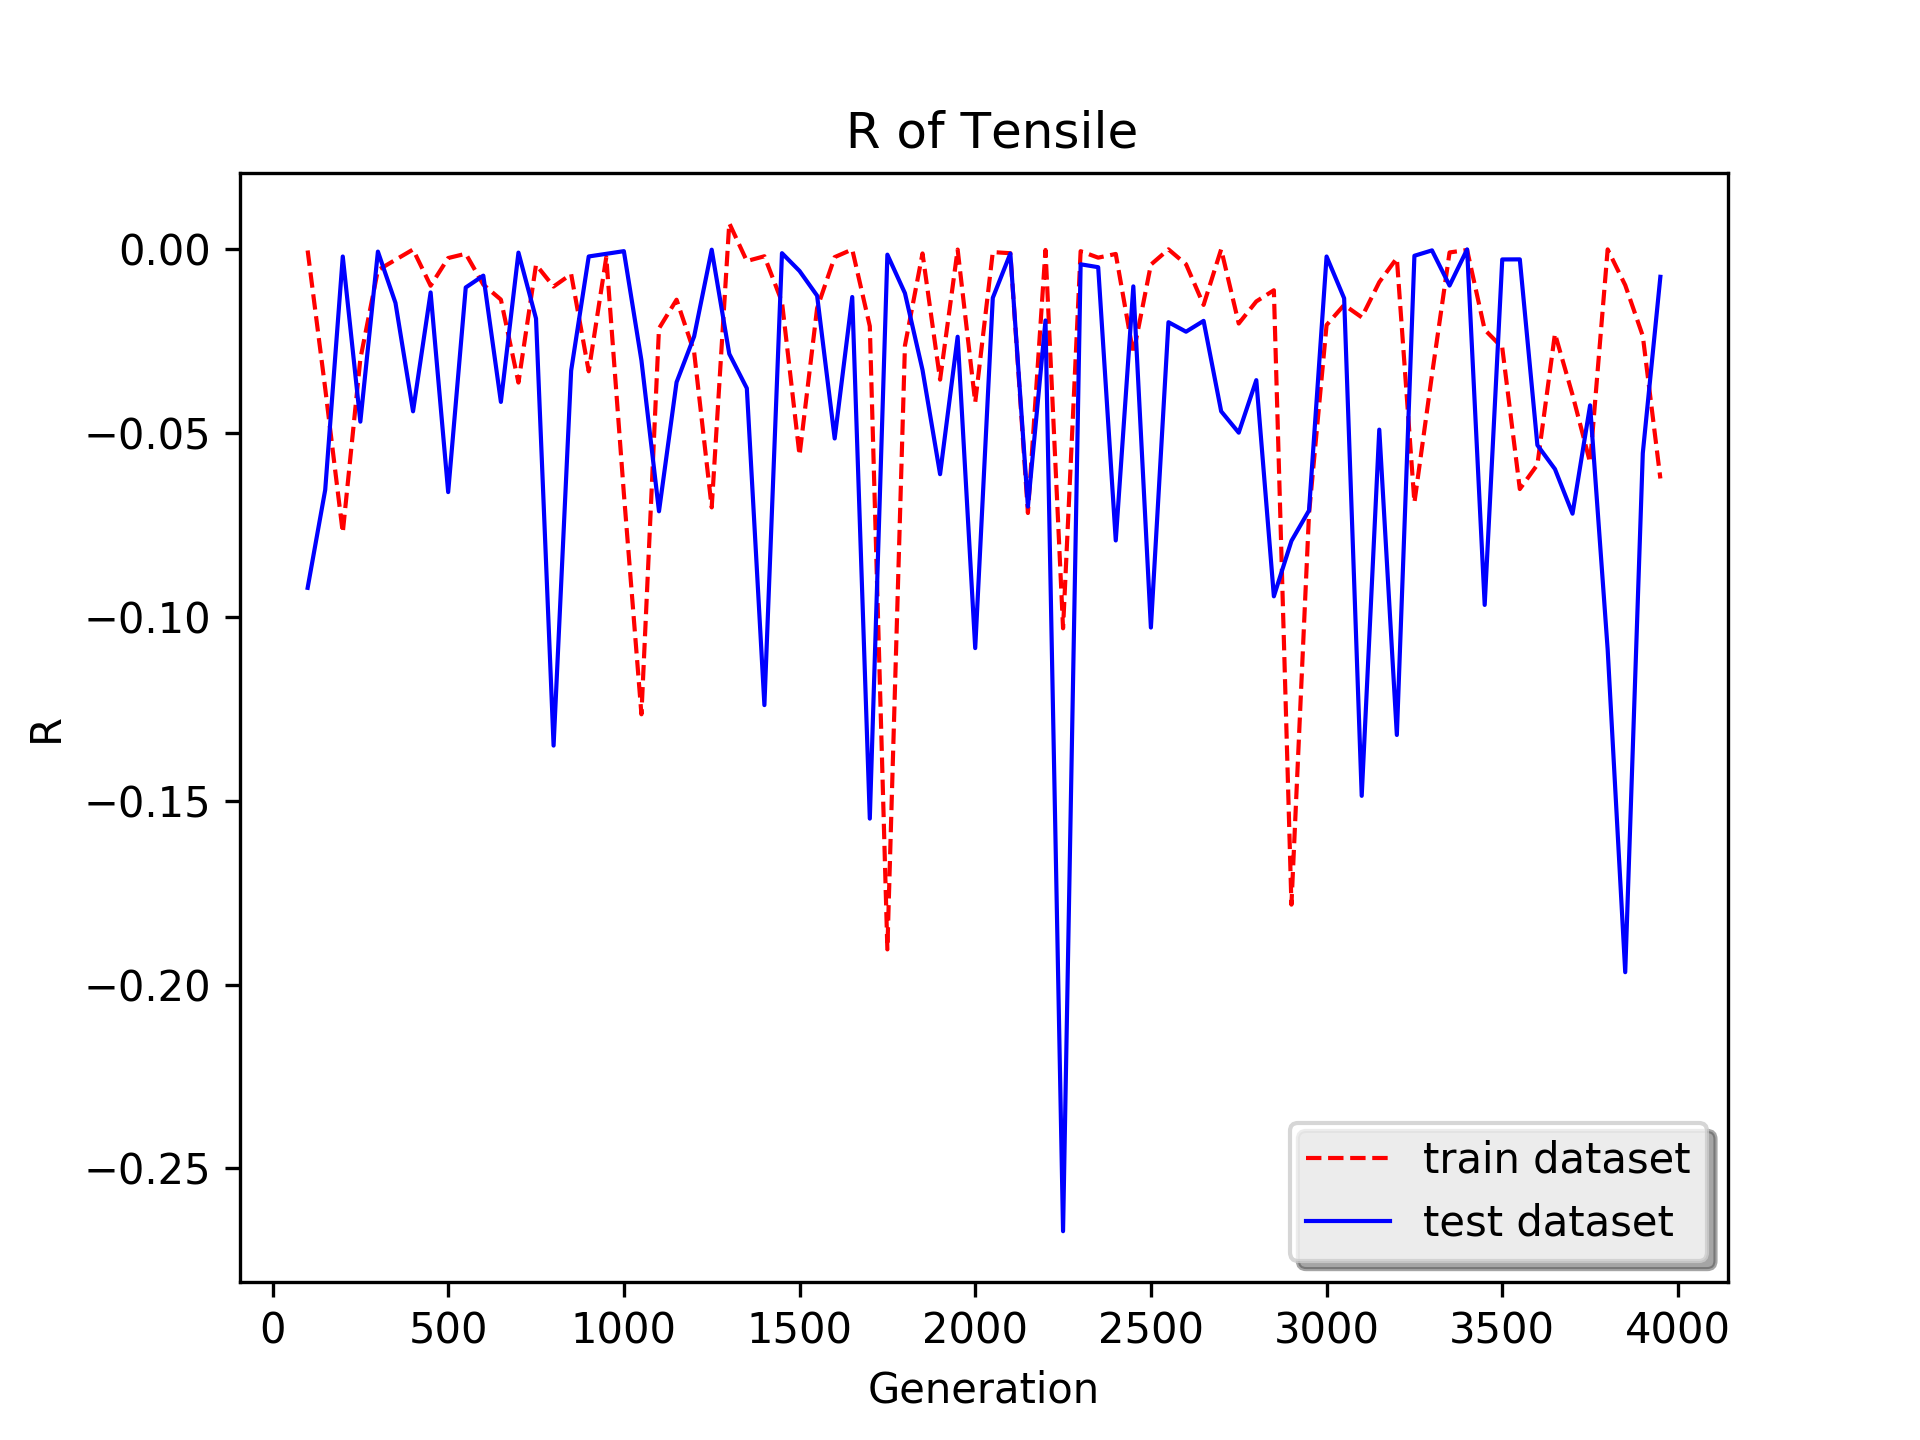 R of Tensile
0.00
−0.05
−0.10
−0.15
−0.20
−0.25
R
train dataset
test dataset
0 500 1000 1500 2000 2500 3000 3500 4000
Generation